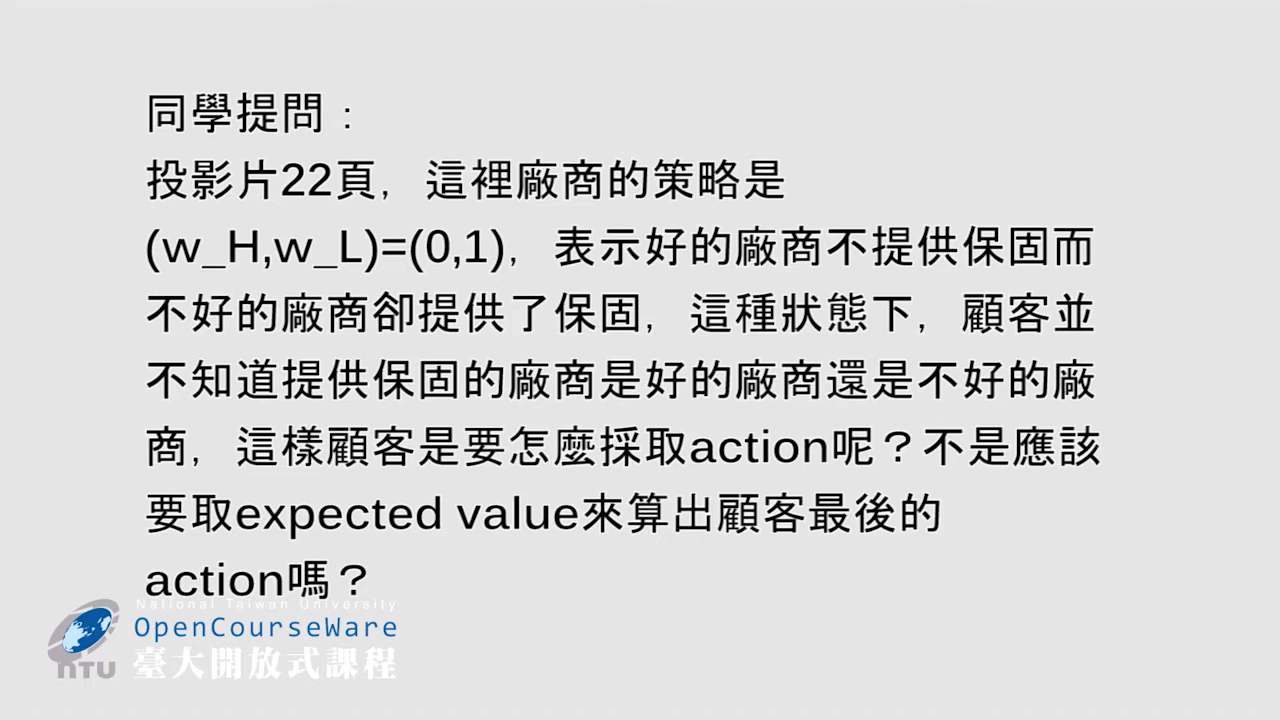 同學提問：
投影片22頁，這裡廠商的策略是
(w_H,w_L)=(0,1)，表示好的廠商不提供保固而
不好的廠商卻提供了保固，這種狀態下，顧客並
不知道提供保固的廠商是好的廠商還是不好的廠
商，這樣顧客是要怎麼採取action呢？不是應該
要取expected value來算出顧客最後的
action嗎？
National Taiwan University
OpenCourseWare
NTU 臺大開放式課程